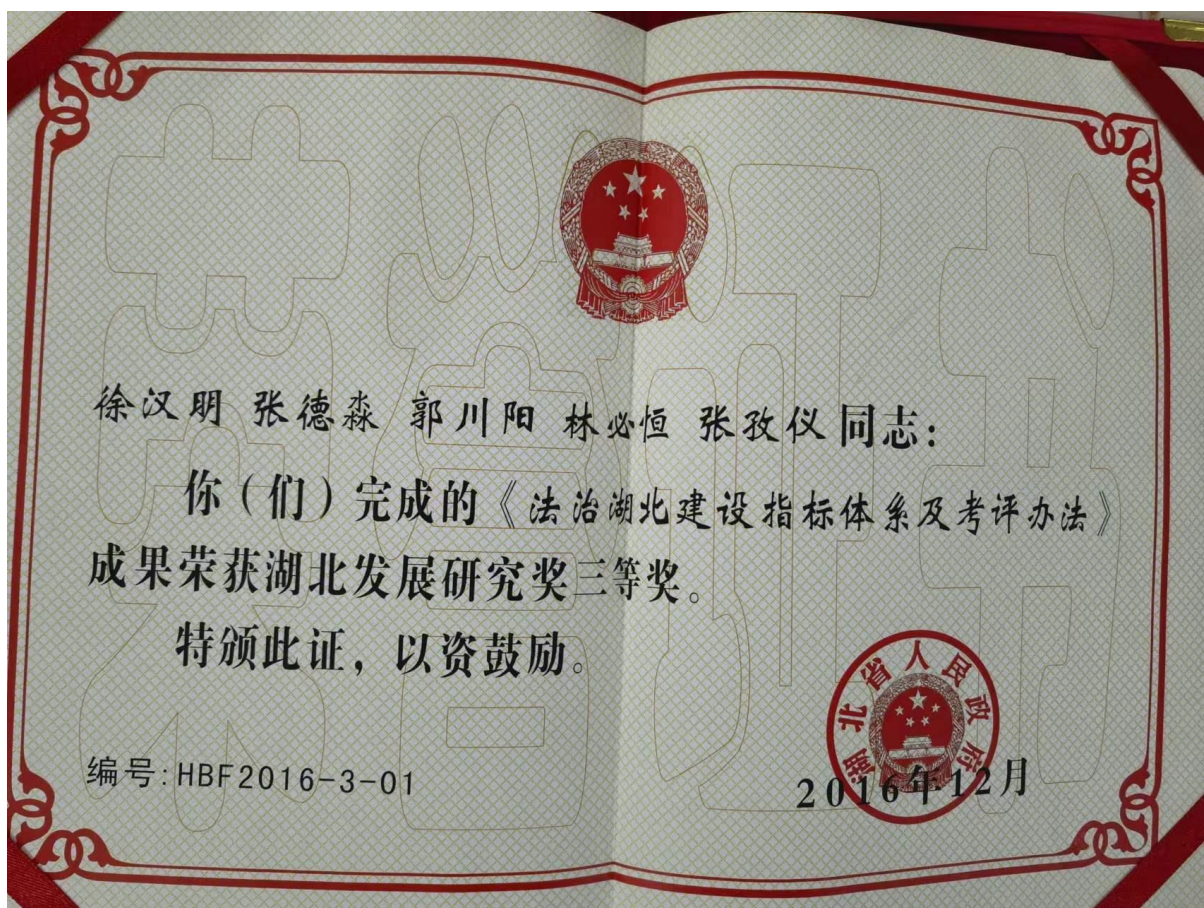 徐汉明 张德淼 郭川阳 林必恒 张孜仪同志：
你（们）完成的《法治湖北建设指标体系及考评办法》
成果荣获湖北发展研究奖三等奖。
特颁此证，以资鼓励。
湖北省人民政府
编号:HBF2016-3-01
2016年12月
荣誉证书